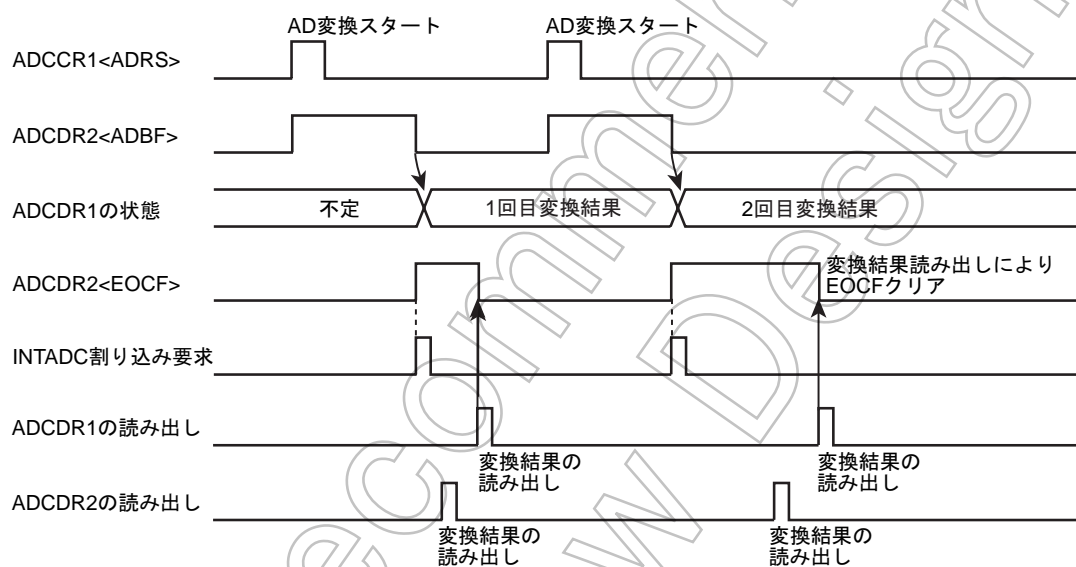 AD変換スタート AD変換スタート
ADCCR1<ADRS>
ADCDR2<ADBF>
ADCDR1の状態 不定 1回目変換結果 2回目変換結果
ADCDR2<EOCF> 変換結果読み出しにより
EOCFクリア
INTADC割り込み要求
ADCDR1の読み出し
変換結果の 変換結果の
読み出し 読み出し
ADCDR2の読み出し
変換結果の 変換結果の
読み出し 読み出し